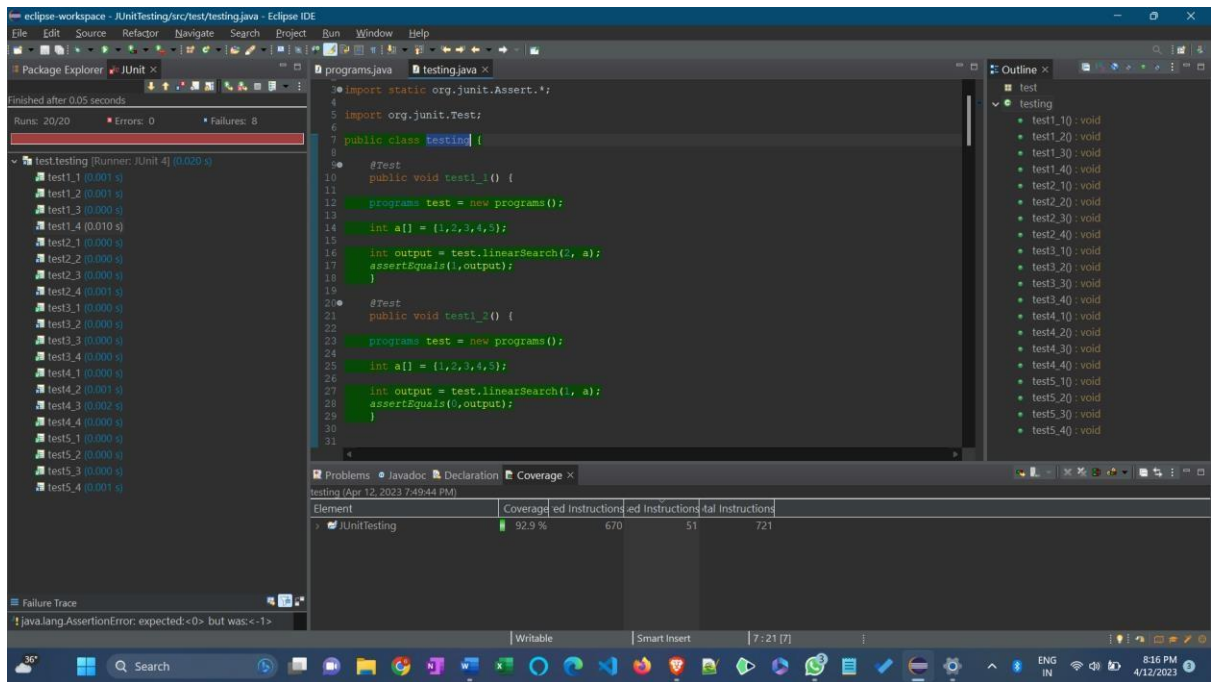 eclipse-workspace - JUnitTesting/src/test/testing.java - Eclipse IDE
File Edit Source Refactor Navigate Search Project Run Window Help
Package Explorer JUnit
Finished after 0.05 seconds
Runs: 20/20 Errors: 0 Failures: 8
test.testing [Runner: JUnit 4] (0.020 s)
test1_1 (0.001 s)
test1_2 (0.001 s)
test1_3 (0.000 s)
test1_4 (0.010 s)
test2_1 (0.000 s)
test2_2 (0.000 s)
test2_3 (0.000 s)
test2_4 (0.001 s)
test3_1 (0.000 s)
test3_2 (0.000 s)
test3_3 (0.000 s)
test3_4 (0.000 s)
test4_1 (0.000 s)
test4_2 (0.001 s)
test4_3 (0.002 s)
test4_4 (0.000 s)
test5_1 (0.000 s)
test5_2 (0.000 s)
test5_3 (0.000 s)
test5_4 (0.001 s)
Failure Trace
java.lang.AssertionError: expected:<0> but was:<-1>
programs.java testing.java
3 import static org.junit.Assert.*;
4
5 import org.junit.Test;
6
7 public class testing {
8
9 @Test
10 public void test1_1() {
11
12 programs test = new programs();
13
14 int a[] = {1,2,3,4,5};
15
16 int output = test.linearSearch(2, a);
17 assertEquals(1,output);
18 }
19
20 @Test
21 public void test1_2() {
22
23 programs test = new programs();
24
25 int a[] = {1,2,3,4,5};
26
27 int output = test.linearSearch(1, a);
28 assertEquals(0,output);
29 }
30
31
Outline
test
testing
test1_1() : void
test1_2() : void
test1_3() : void
test1_4() : void
test2_1() : void
test2_2() : void
test2_3() : void
test2_4() : void
test3_1() : void
test3_2() : void
test3_3() : void
test3_4() : void
test4_1() : void
test4_2() : void
test4_3() : void
test4_4() : void
test5_1() : void
test5_2() : void
test5_3() : void
test5_4() : void
Problems Javadoc Declaration Coverage
testing (Apr 12, 2023 7:49:44 PM)
Element Coverage ed Instructions ed Instructions tal Instructions
JUnitTesting 92.9 % 670 51 721
Writable Smart Insert 7 : 21 [7]
36° Search ENG IN 8:16 PM 4/12/2023